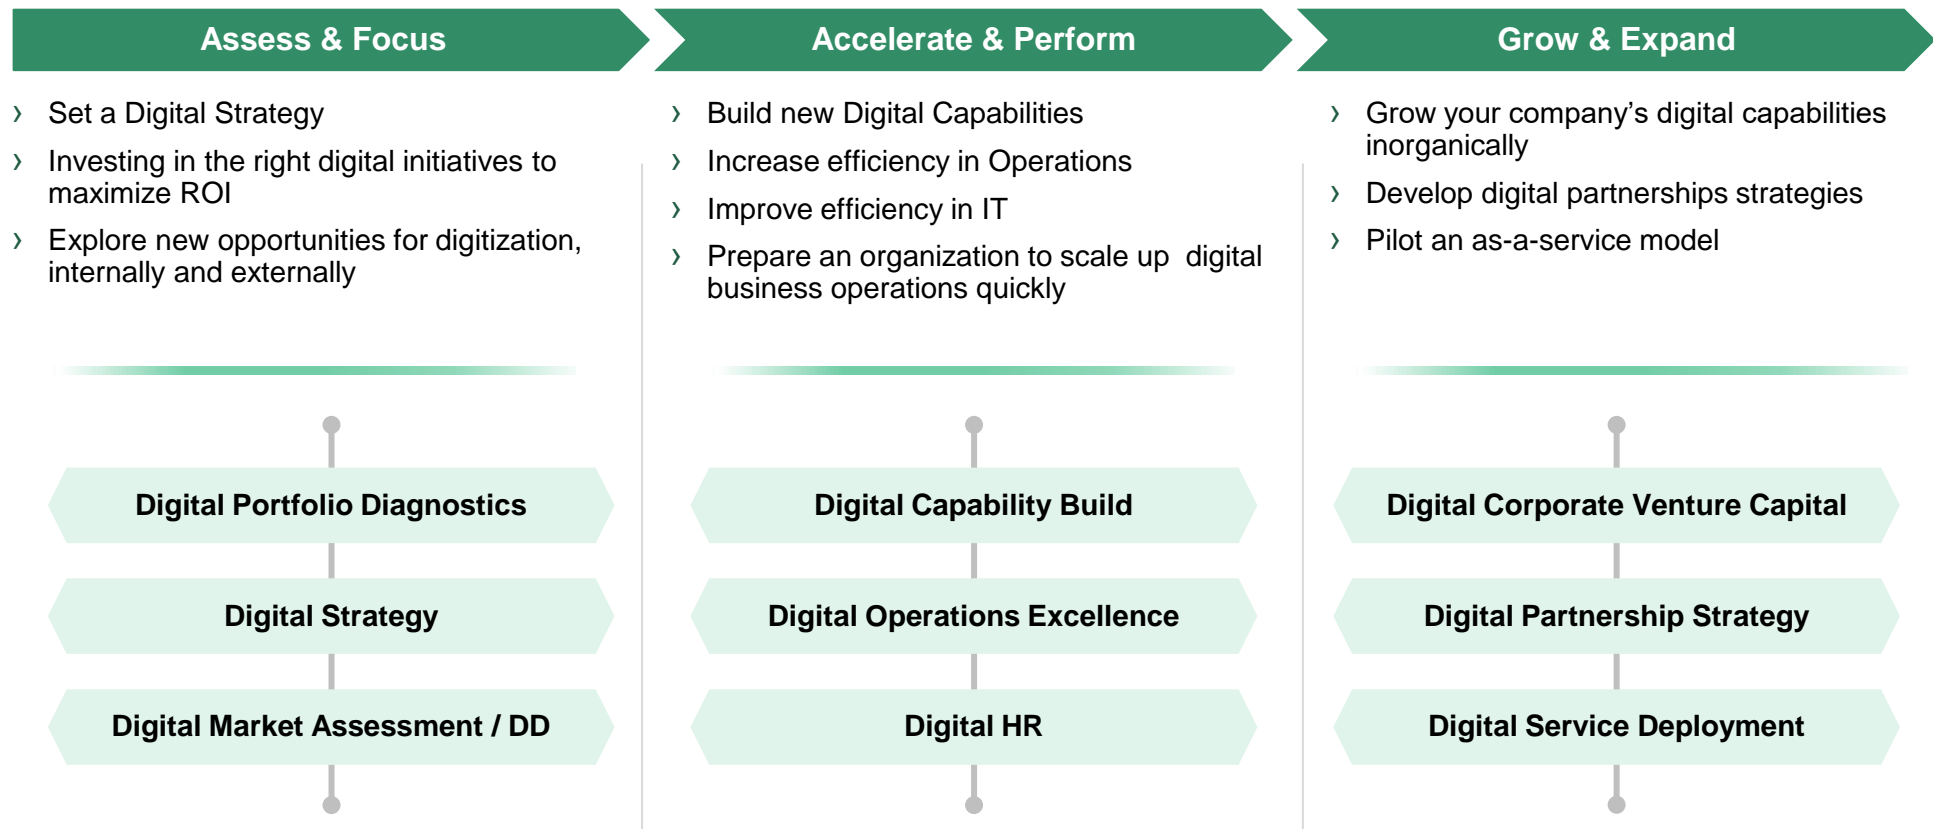 Assess & Focus
› Set a Digital Strategy
› Investing in the right digital initiatives to
maximize ROI
› Explore new opportunities for digitization,
internally and externally
Digital Portfolio Diagnostics
Digital Strategy
Digital Market Assessment / DD
Accelerate & Perform
› Build new Digital Capabilities
› Increase efficiency in Operations
› Improve efficiency in IT
› Prepare an organization to scale up  digital
business operations quickly
Digital Capability Build
Digital Operations Excellence
Digital HR
Grow & Expand
› Grow your company’s digital capabilities
inorganically
› Develop digital partnerships strategies
› Pilot an as-a-service model
Digital Corporate Venture Capital
Digital Partnership Strategy
Digital Service Deployment